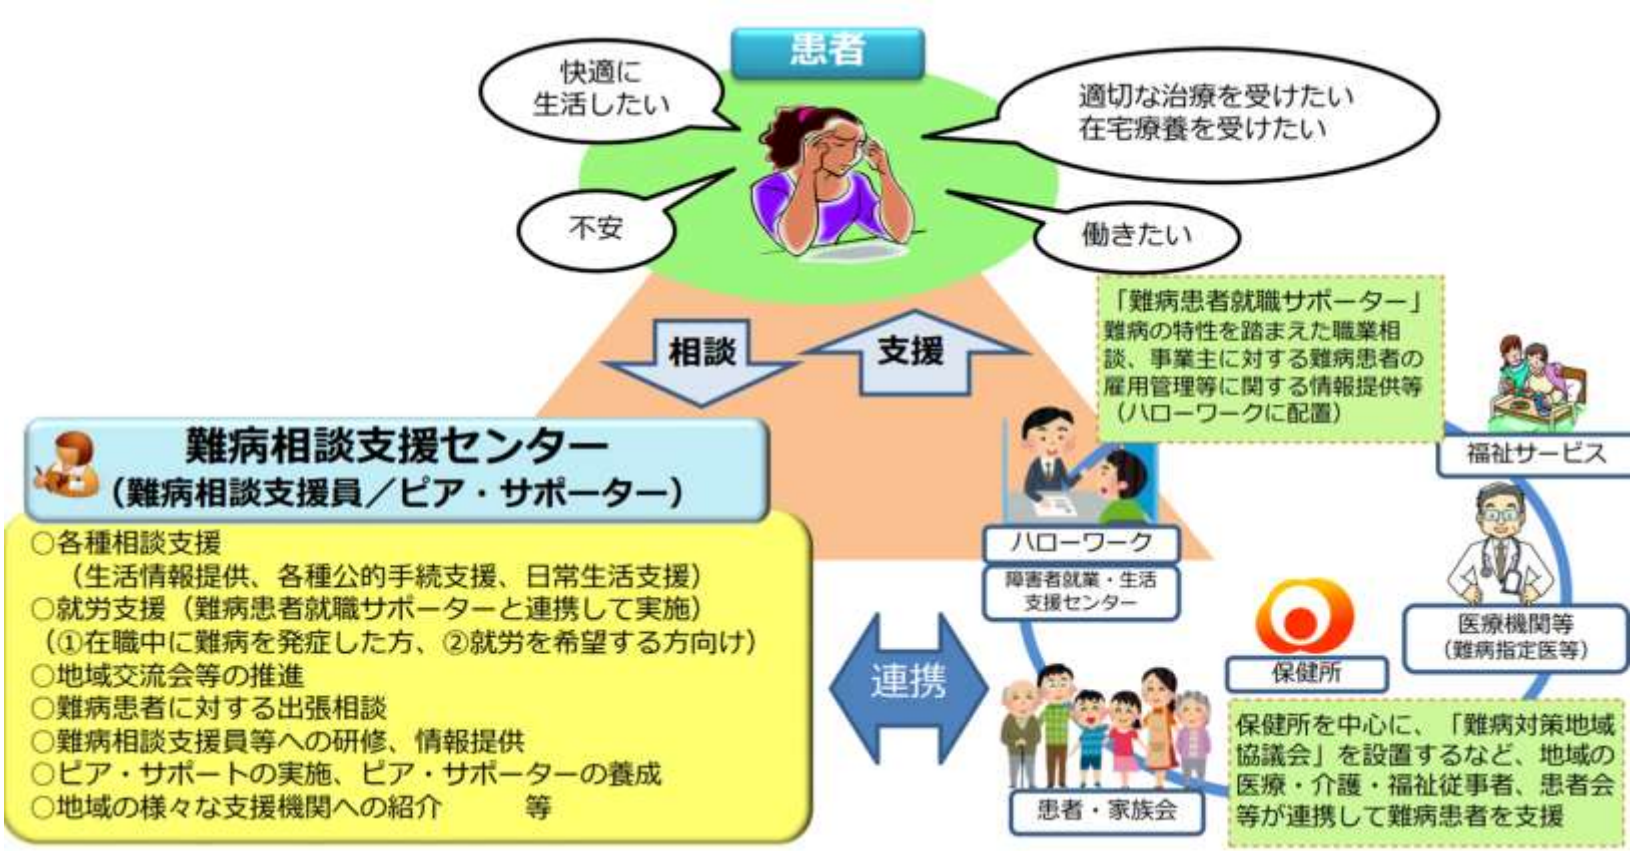 患者
快適に
生活したい
適切な治療を受けたい
在宅療養を受けたい
不安
働きたい
相談
支援
「難病患者就職サポーター」
難病の特性を踏まえた職業相
談、事業主に対する難病患者の
雇用管理等に関する情報提供等
（ハローワークに配置）
福祉サービス
難病相談支援センター
（難病相談支援員／ピア・サポーター）
○各種相談支援
（生活情報提供、各種公的手続支援、日常生活支援）
○就労支援（難病患者就職サポーターと連携して実施）
（①在職中に難病を発症した方、②就労を希望する方向け）
○地域交流会等の推進
○難病患者に対する出張相談
○難病相談支援員等への研修、情報提供
○ピア・サポートの実施、ピア・サポーターの養成
○地域の様々な支援機関への紹介　　　等
連携
ハローワーク
障害者就業・生活
支援センター
医療機関等
（難病指定医等）
保健所
患者・家族会
保健所を中心に、「難病対策地域
協議会」を設置するなど、地域の
医療・介護・福祉従事者、患者会
等が連携して難病患者を支援